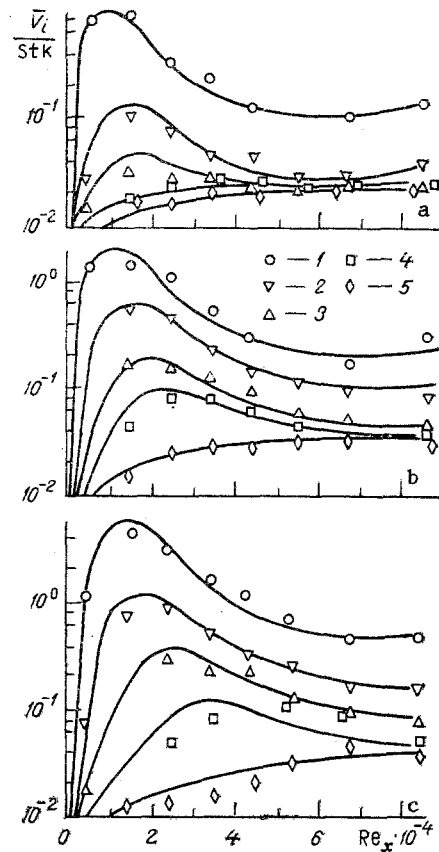 V̄i
StK
a
10⁻¹
10⁻²
10⁰
○ — 1 □ — 4
▽ — 2 ◇ — 5
△ — 3
10⁻¹
b
10⁻²
10⁰
10⁻¹
c
10⁻²
0 2 4 6 Reₓ·10⁻⁴